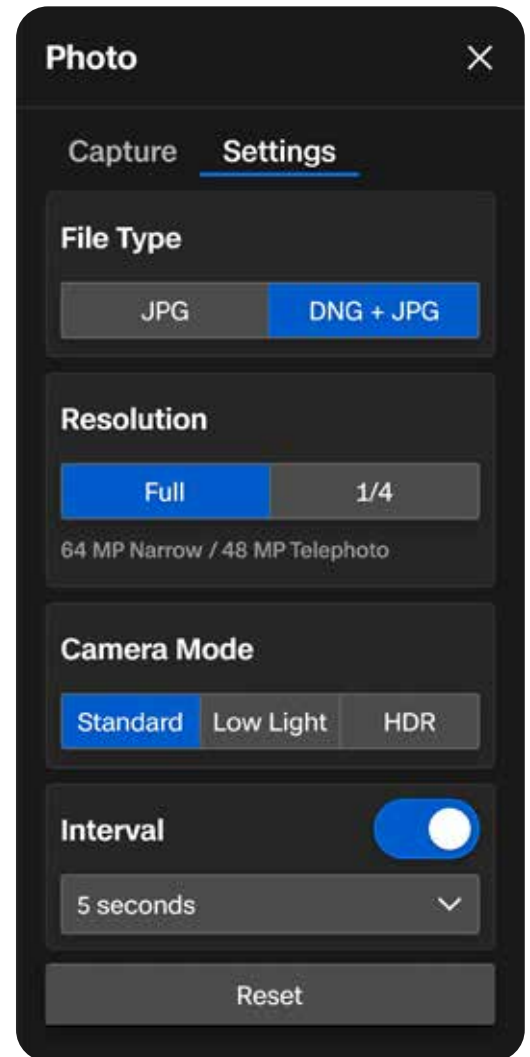 Photo
Capture Settings
File Type
JPG DNG + JPG
Resolution
Full 1/4
64 MP Narrow / 48 MP Telephoto
Camera Mode
Standard Low Light HDR
Interval
5 seconds
Reset